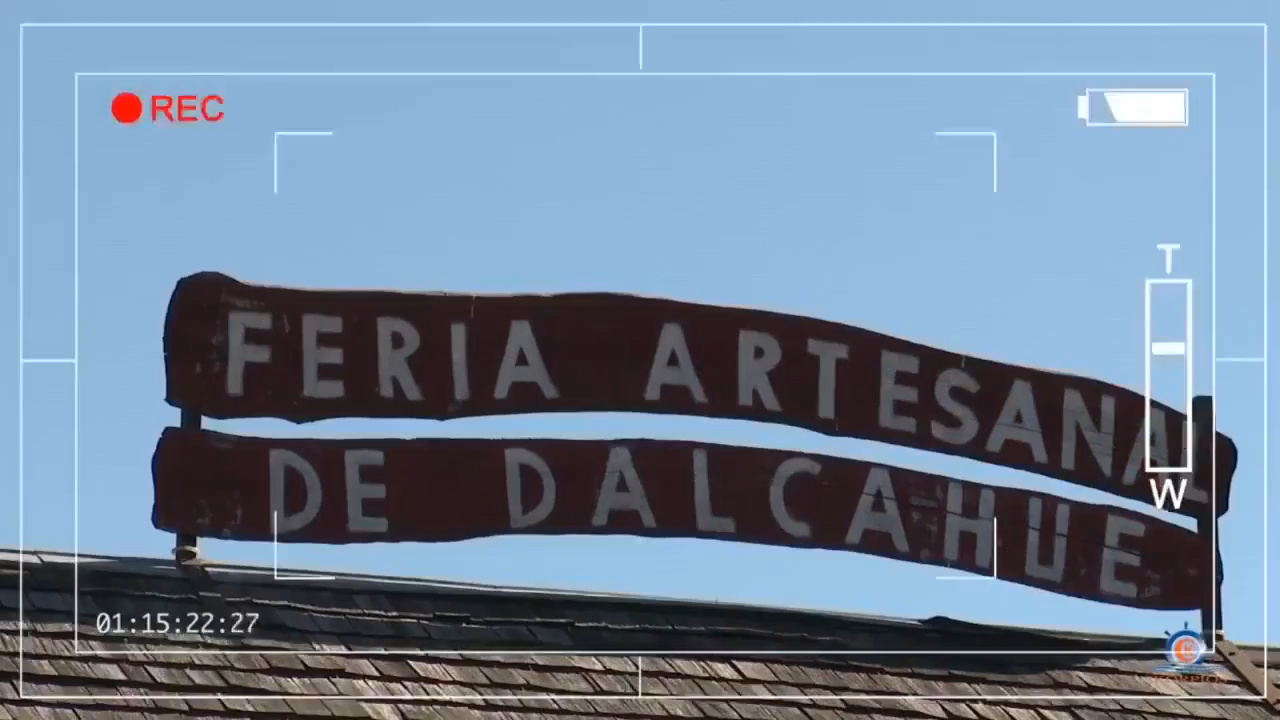 REC
T
FERIA ARTESANAL
DE DALCAHUE
W
01:15:22:27